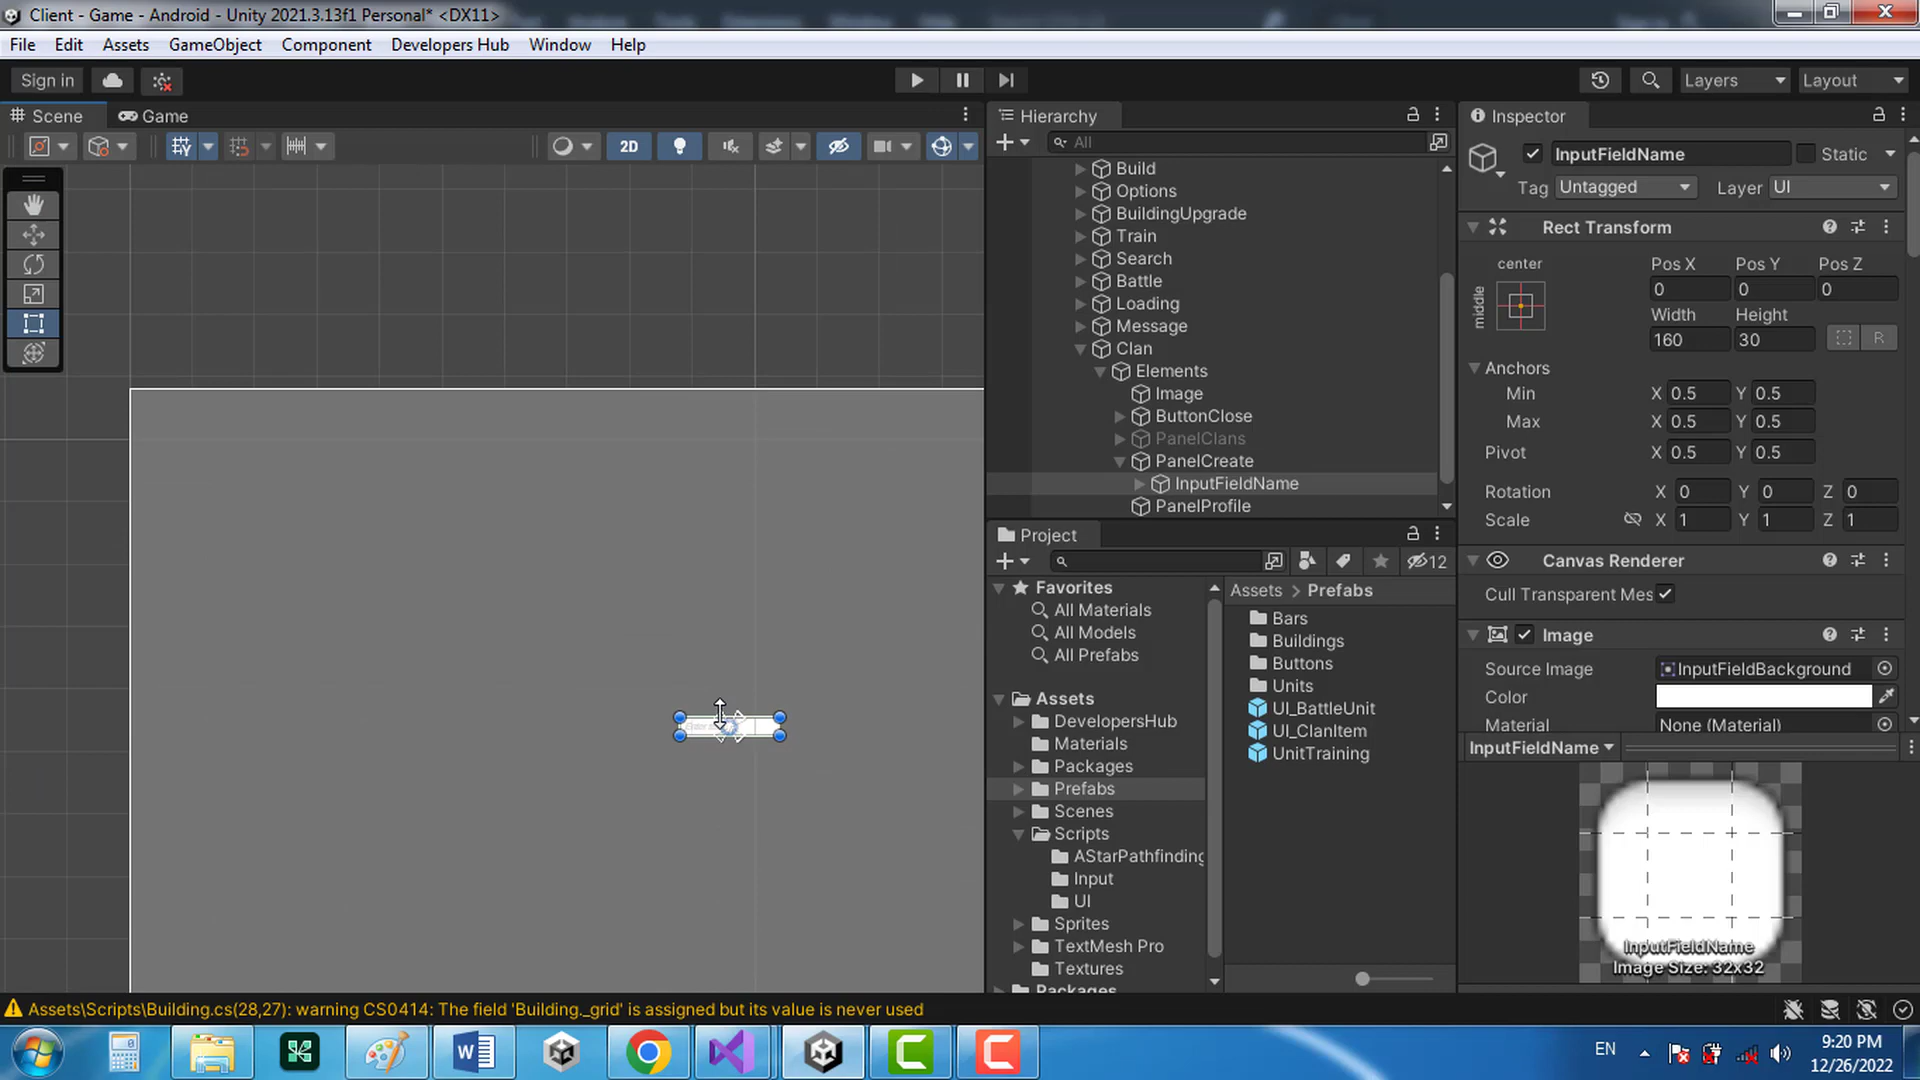 Client - Game - Android - Unity 2021.3.13f1 Personal* <DX11>
File Edit Assets GameObject Component Developers Hub Window Help
Sign in
Layers
Layout
Scene
Game
2D
Hierarchy
All
Build
Options
BuildingUpgrade
Train
Search
Battle
Loading
Message
Clan
Elements
Image
ButtonClose
PanelClans
PanelCreate
InputFieldName
PanelProfile
Project
12
Favorites
All Materials
All Models
All Prefabs
Assets
DevelopersHub
Materials
Packages
Prefabs
Scenes
Scripts
AStarPathfinding
Input
UI
Sprites
TextMesh Pro
Textures
Packages
Assets > Prefabs
Bars
Buildings
Buttons
Units
UI_BattleUnit
UI_ClanItem
UnitTraining
Inspector
InputFieldName
Static
Tag Untagged Layer UI
Rect Transform
center
middle
Pos X Pos Y Pos Z
0 0 0
Width Height
160 30
R
Anchors
Min X 0.5 Y 0.5
Max X 0.5 Y 0.5
Pivot X 0.5 Y 0.5
Rotation X 0 Y 0 Z 0
Scale X 1 Y 1 Z 1
Canvas Renderer
Cull Transparent Mes
Image
Source Image InputFieldBackground
Color
Material None (Material)
InputFieldName
InputFieldName
Image Size: 32x32
Assets\Scripts\Building.cs(28,27): warning CS0414: The field 'Building._grid' is assigned but its value is never used
EN
9:20 PM
12/26/2022